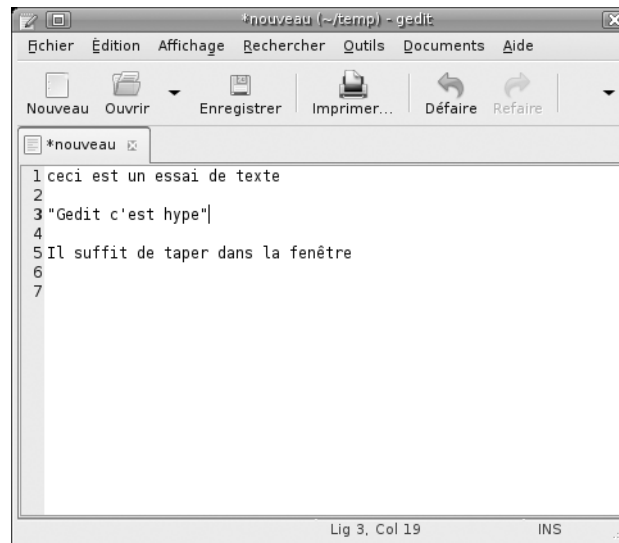 *nouveau (~/temp) - gedit
Fichier Édition Affichage Rechercher Outils Documents Aide
Nouveau Ouvrir Enregistrer Imprimer... Défaire Refaire
*nouveau
1 ceci est un essai de texte
2
3 "Gedit c'est hype"
4
5 Il suffit de taper dans la fenêtre
6
7
Lig 3, Col 19 INS